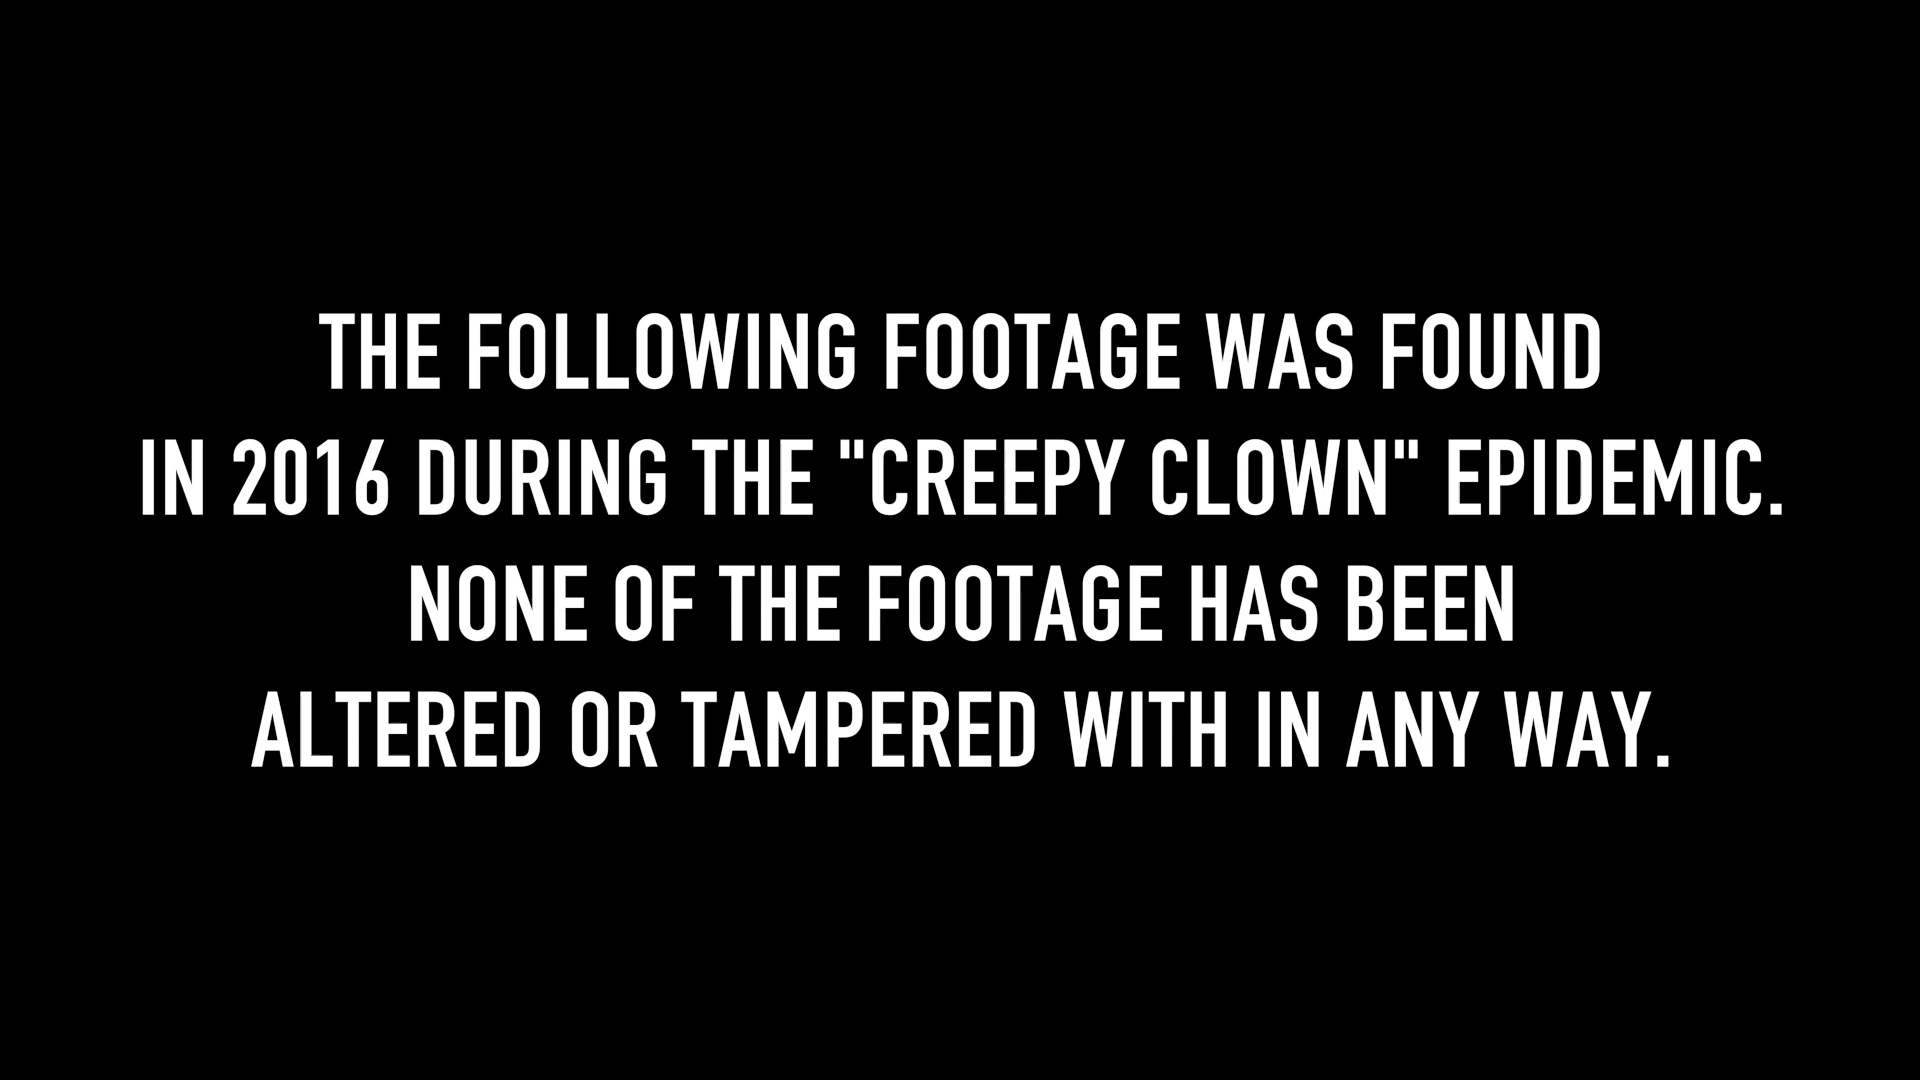 THE FOLLOWING FOOTAGE WAS FOUND
IN 2016 DURING THE "CREEPY CLOWN" EPIDEMIC.
NONE OF THE FOOTAGE HAS BEEN
ALTERED OR TAMPERED WITH IN ANY WAY.